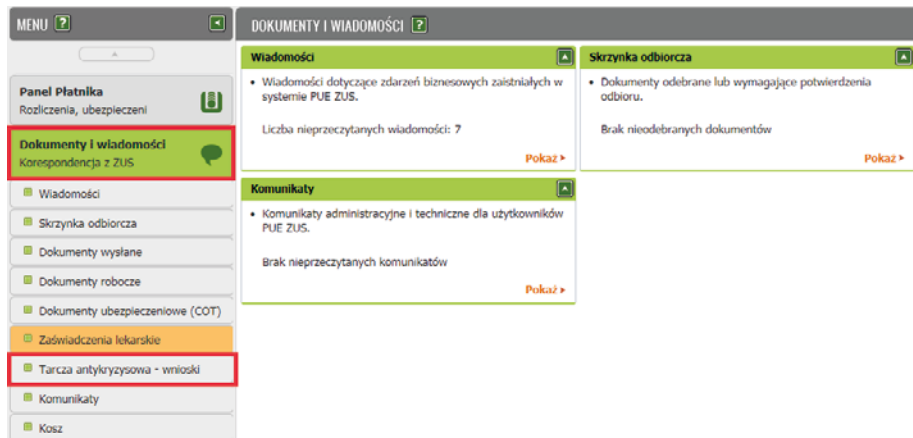 MENU ?
Panel Płatnika
Rozliczenia, ubezpieczeni
Dokumenty i wiadomości
Korespondencja z ZUS
Wiadomości
Skrzynka odbiorcza
Dokumenty wysłane
Dokumenty robocze
Dokumenty ubezpieczeniowe (COT)
Zaświadczenia lekarskie
Tarcza antykryzysowa - wnioski
Komunikaty
Kosz
DOKUMENTY I WIADOMOŚCI ?
Wiadomości
• Wiadomości dotyczące zdarzeń biznesowych zaistniałych w
systemie PUE ZUS.
Liczba nieprzeczytanych wiadomości: 7
Pokaż
Skrzynka odbiorcza
• Dokumenty odebrane lub wymagające potwierdzenia
odbioru.
Brak nieodebranych dokumentów
Pokaż
Komunikaty
• Komunikaty administracyjne i techniczne dla użytkowników
PUE ZUS.
Brak nieprzeczytanych komunikatów
Pokaż